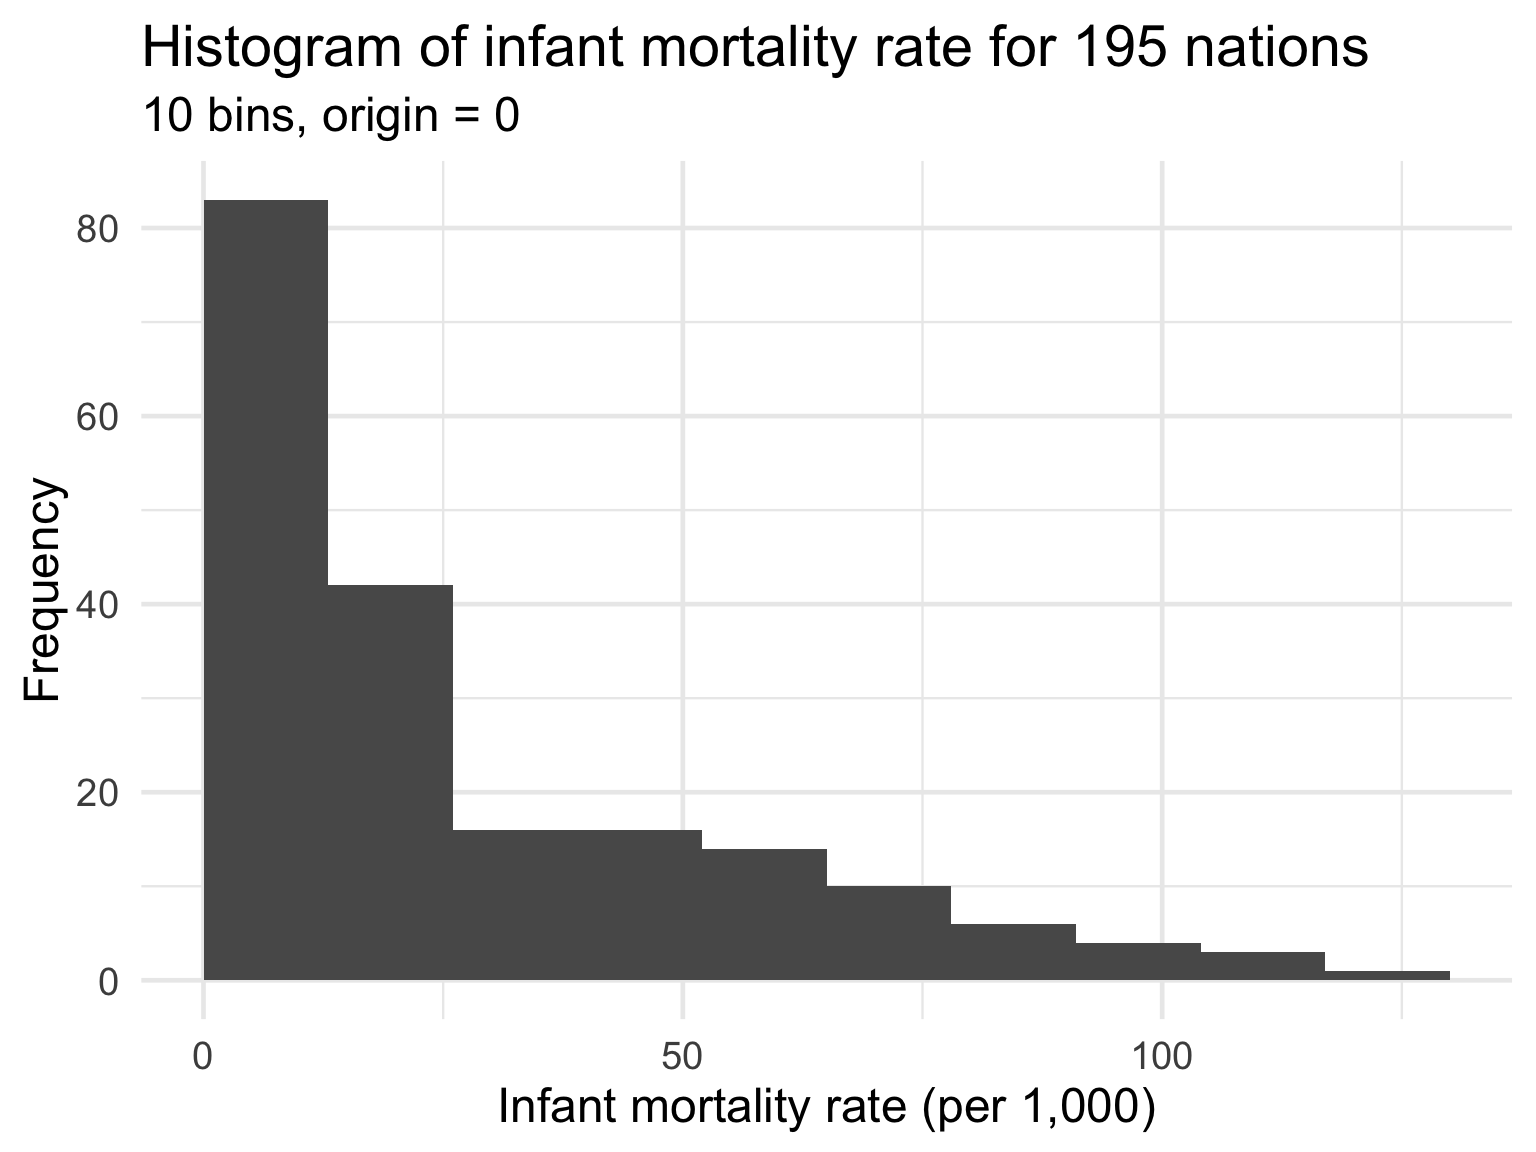 Histogram of infant mortality rate for 195 nations
10 bins, origin = 0
Frequency
80
60
40
20
0
0 50 100
Infant mortality rate (per 1,000)